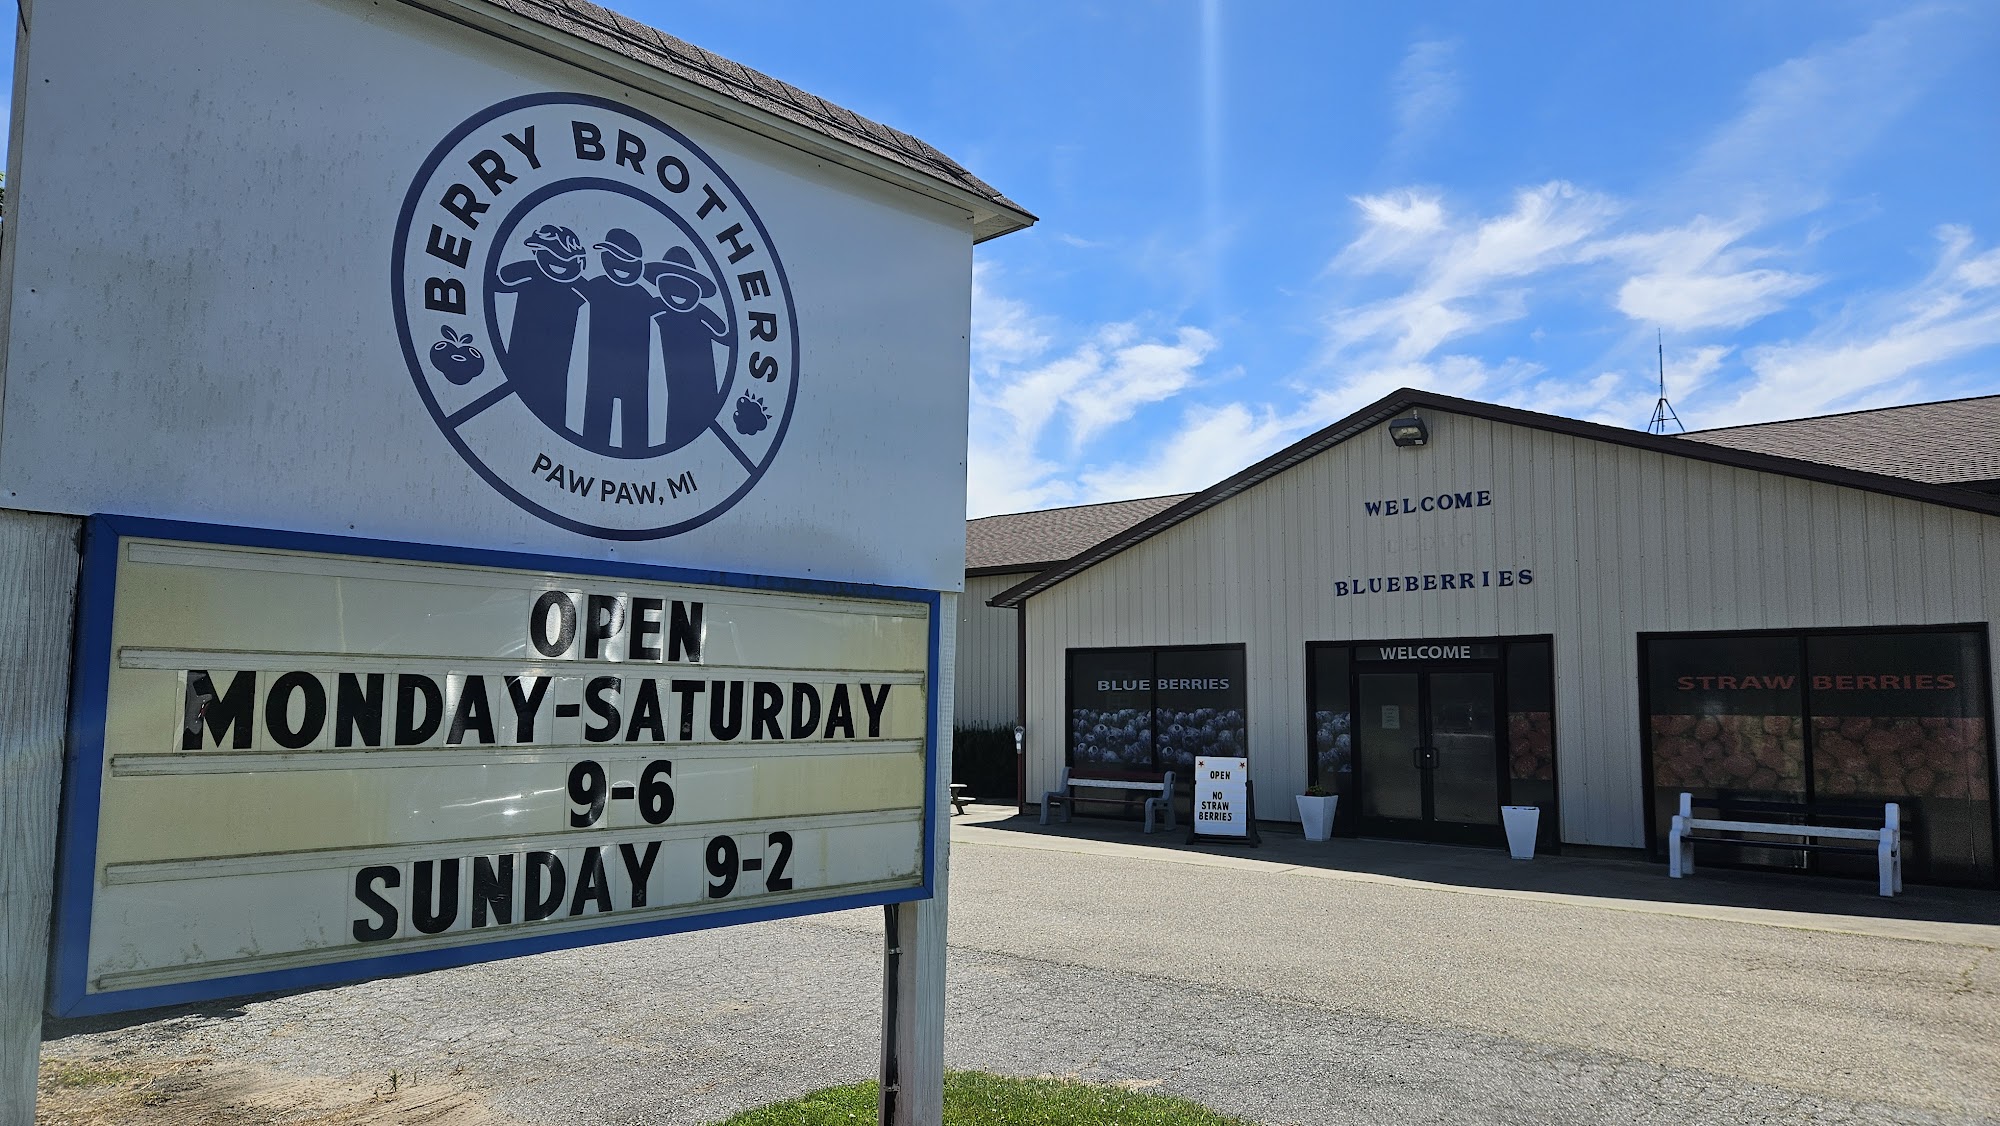 BERRY BROTHERS
PAW PAW, MI
OPEN
MONDAY-SATURDAY
9-6
SUNDAY 9-2
WELCOME
BLUEBERRIES
WELCOME
BLUE BERRIES
STRAW BERRIES
OPEN
NO
STRAW
BERRIES